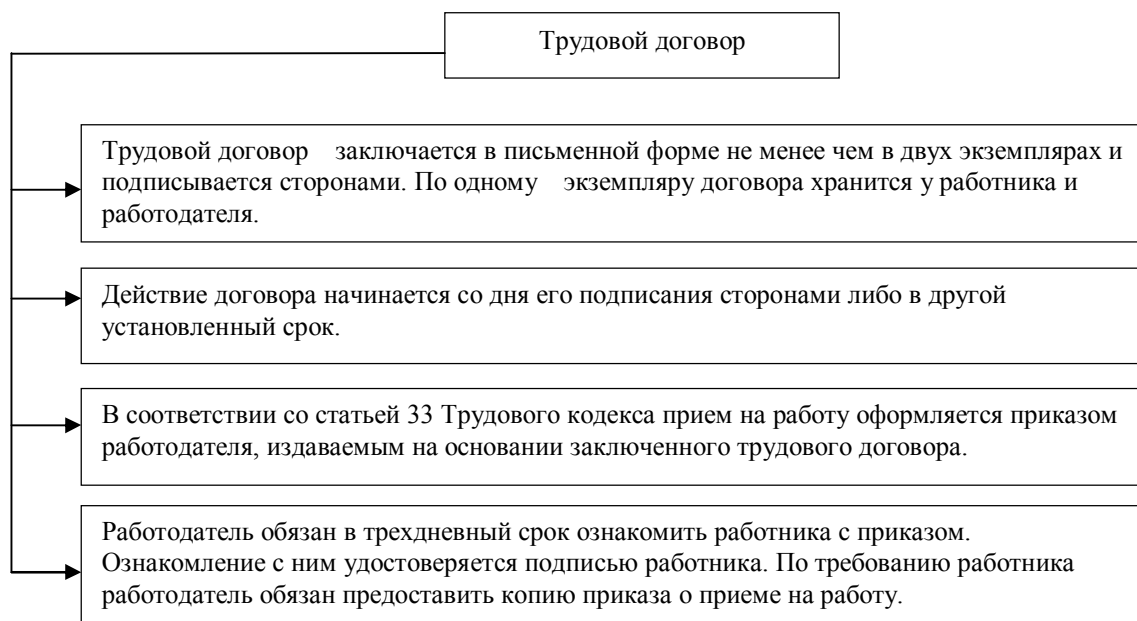 Трудовой договор
Трудовой договор заключается в письменной форме не менее чем в двух экземплярах и
подписывается сторонами. По одному экземпляру договора хранится у работника и
работодателя.
Действие договора начинается со дня его подписания сторонами либо в другой
установленный срок.
В соответствии со статьей 33 Трудового кодекса прием на работу оформляется приказом
работодателя, издаваемым на основании заключенного трудового договора.
Работодатель обязан в трехдневный срок ознакомить работника с приказом.
Ознакомление с ним удостоверяется подписью работника. По требованию работника
работодатель обязан предоставить копию приказа о приеме на работу.